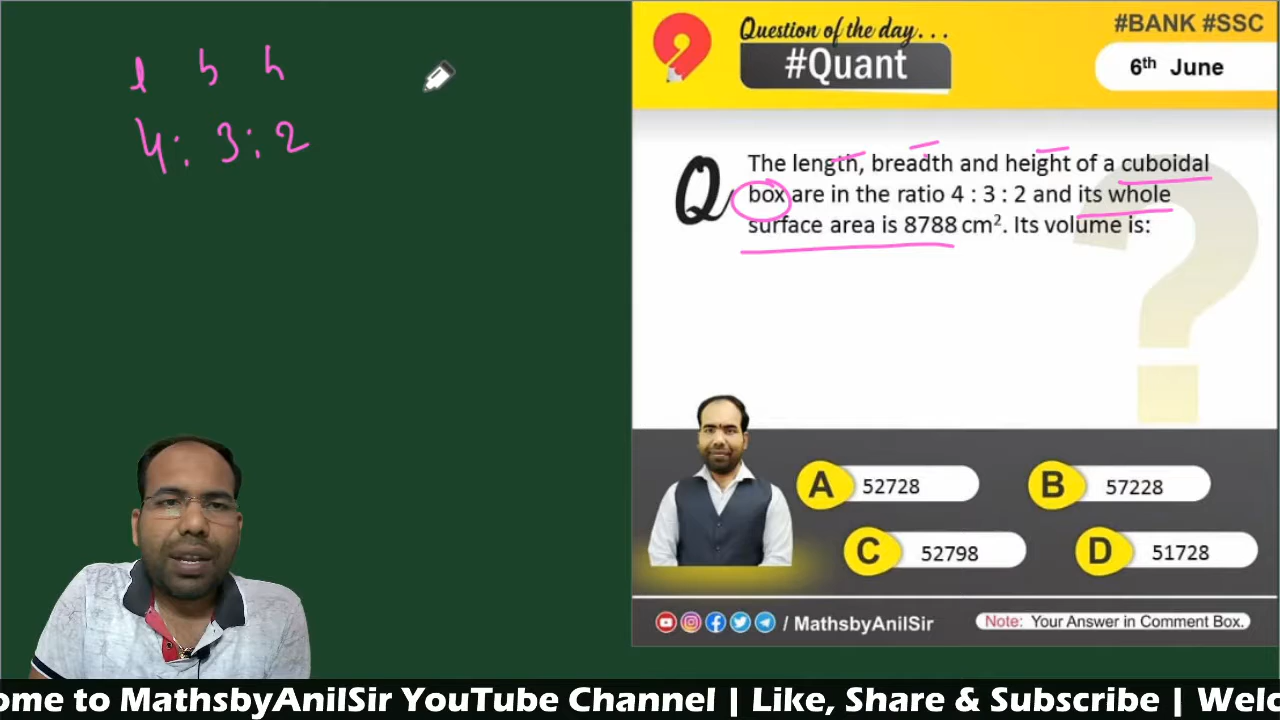 l b h
4 : 3 : 2
Question of the day...
#Quant
#BANK #SSC
6th June
Q
The length, breadth and height of a cuboidal
box are in the ratio 4 : 3 : 2 and its whole
surface area is 8788 cm². Its volume is:
A 52728
B 57228
C 52798
D 51728
/ MathsbyAnilSir
Note: Your Answer in Comment Box.
ome to MathsbyAnilSir YouTube Channel | Like, Share & Subscribe | Welc